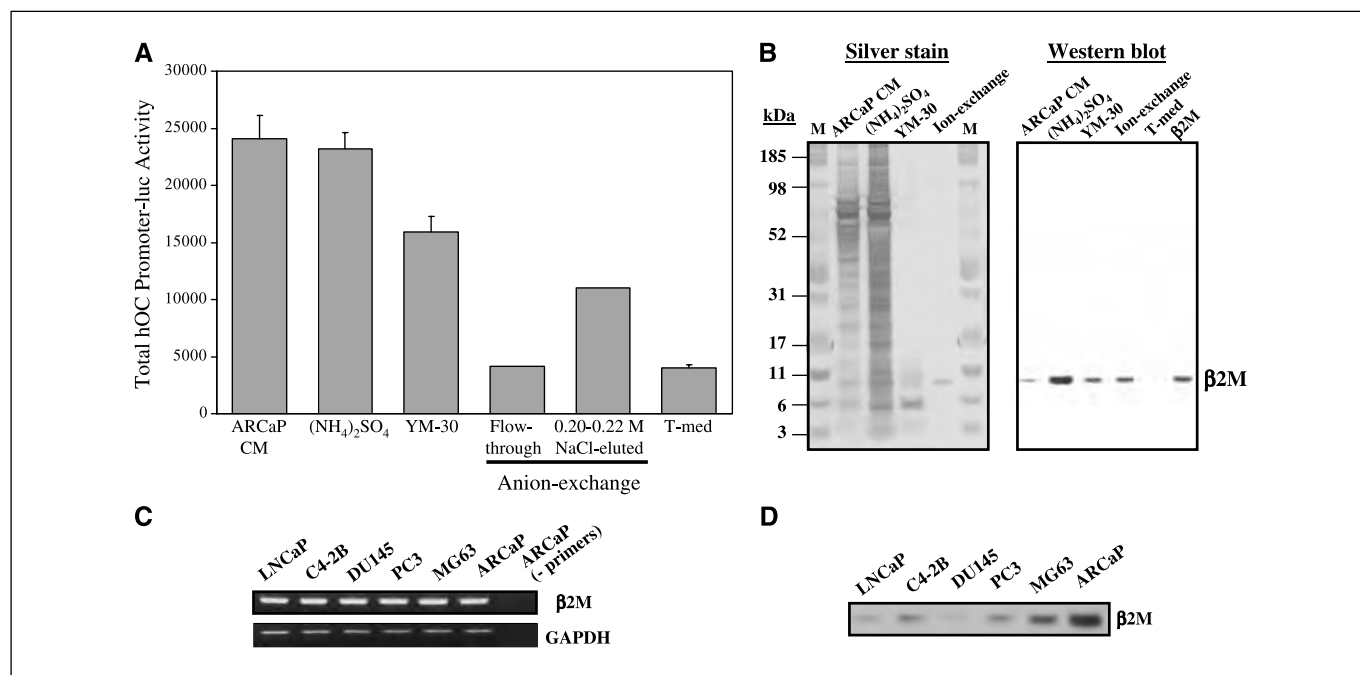 A
Total hOC Promoter-luc Activity
30000
25000
20000
15000
10000
5000
0
ARCaP CM
(NH4)2SO4
YM-30
Flow-through
0.20-0.22 M NaCl-eluted
T-med
Anion-exchange
B
Silver stain
kDa
M
ARCaP CM
(NH4)2SO4
YM-30
Ion-exchange
M
185
98
52
31
17
11
6
3
Western blot
ARCaP CM
(NH4)2SO4
YM-30
Ion-exchange
T-med
β2M
β2M
C
LNCaP
C4-2B
DU145
PC3
MG63
ARCaP
ARCaP
(- primers)
β2M
GAPDH
D
LNCaP
C4-2B
DU145
PC3
MG63
ARCaP
β2M